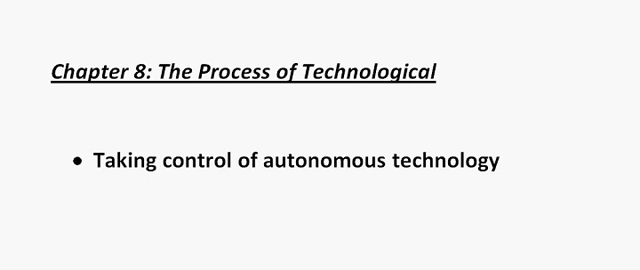 Chapter 8: The Process of Technological
• Taking control of autonomous technology